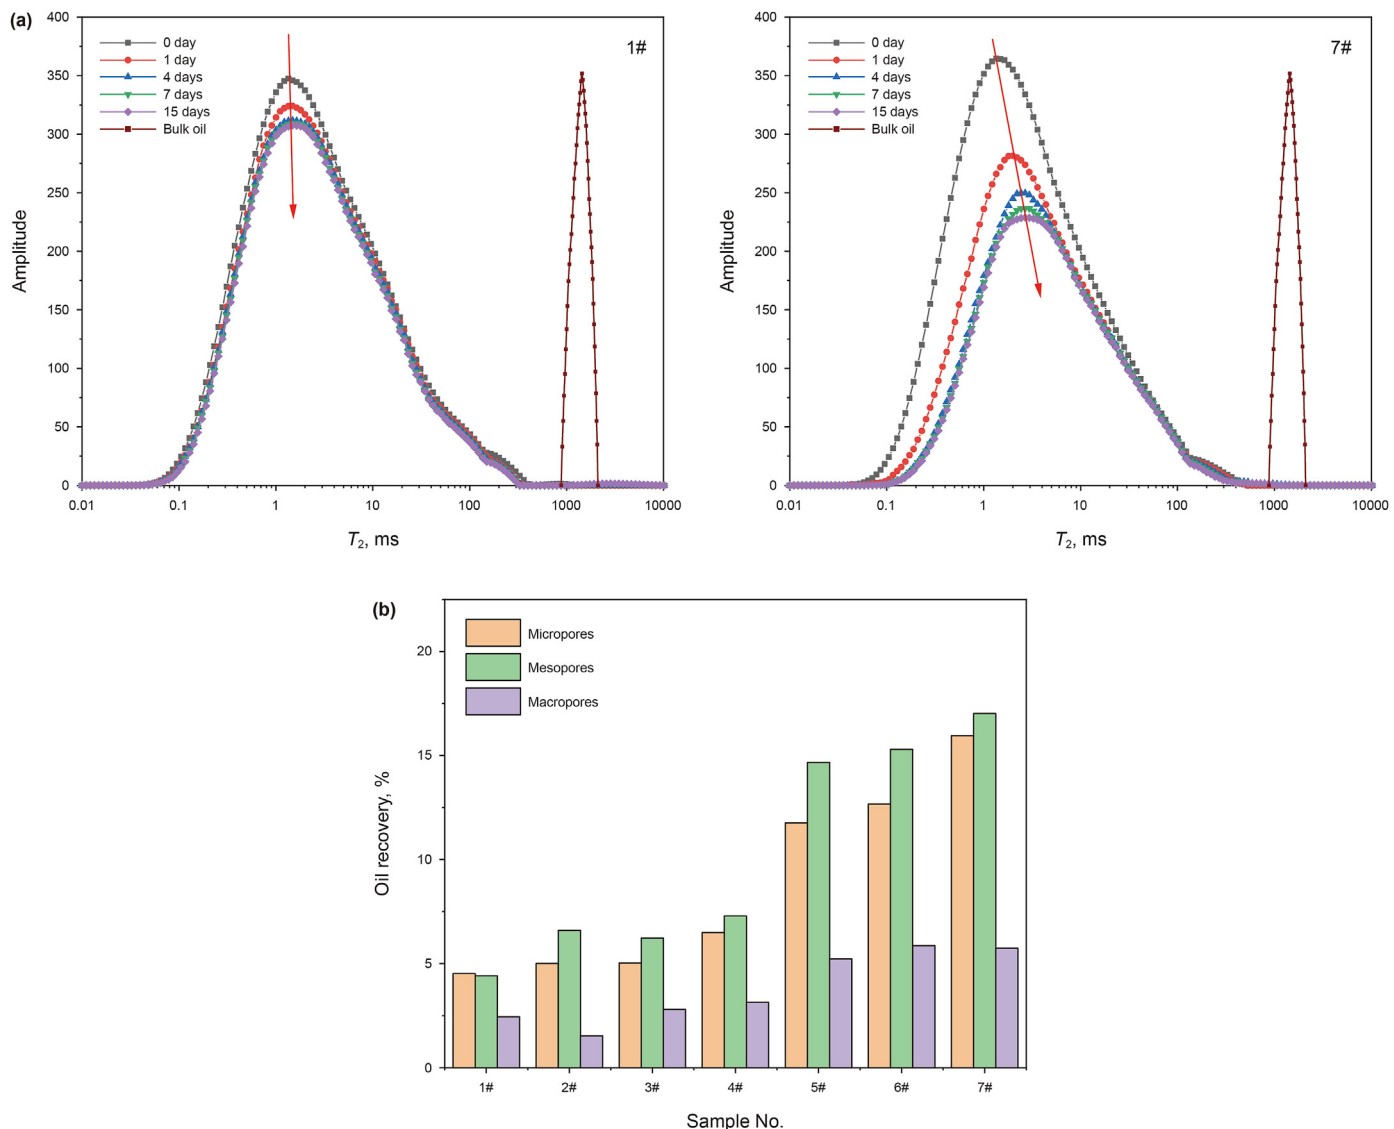 (a)
400
350
300
250
200
150
100
50
0
Amplitude
0 day
1 day
4 days
7 days
15 days
Bulk oil
1#
0.01 0.1 1 10 100 1000 10000
T2, ms
400
350
300
250
200
150
100
50
0
Amplitude
0 day
1 day
4 days
7 days
15 days
Bulk oil
7#
0.01 0.1 1 10 100 1000 10000
T2, ms
(b)
20
15
10
5
0
Oil recovery, %
Micropores
Mesopores
Macropores
1# 2# 3# 4# 5# 6# 7#
Sample No.